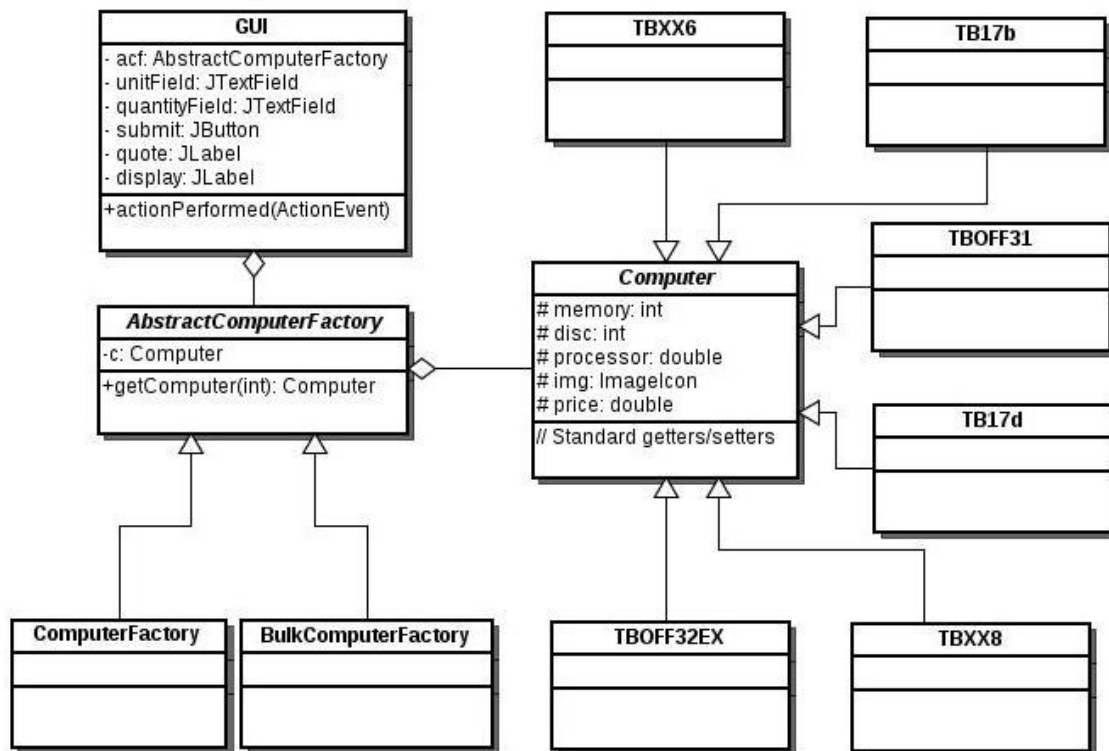 GUI
- acf: AbstractComputerFactory
- unitField: JTextField
- quantityField: JTextField
- submit: JButton
- quote: JLabel
- display: JLabel
+actionPerformed(ActionEvent)
TBXX6
TB17b
TBOFF31
Computer
# memory: int
# disc: int
# processor: double
# img: ImageIcon
# price: double
// Standard getters/setters
AbstractComputerFactory
-c: Computer
+getComputer(int): Computer
TB17d
ComputerFactory
BulkComputerFactory
TBOFF32EX
TBXX8